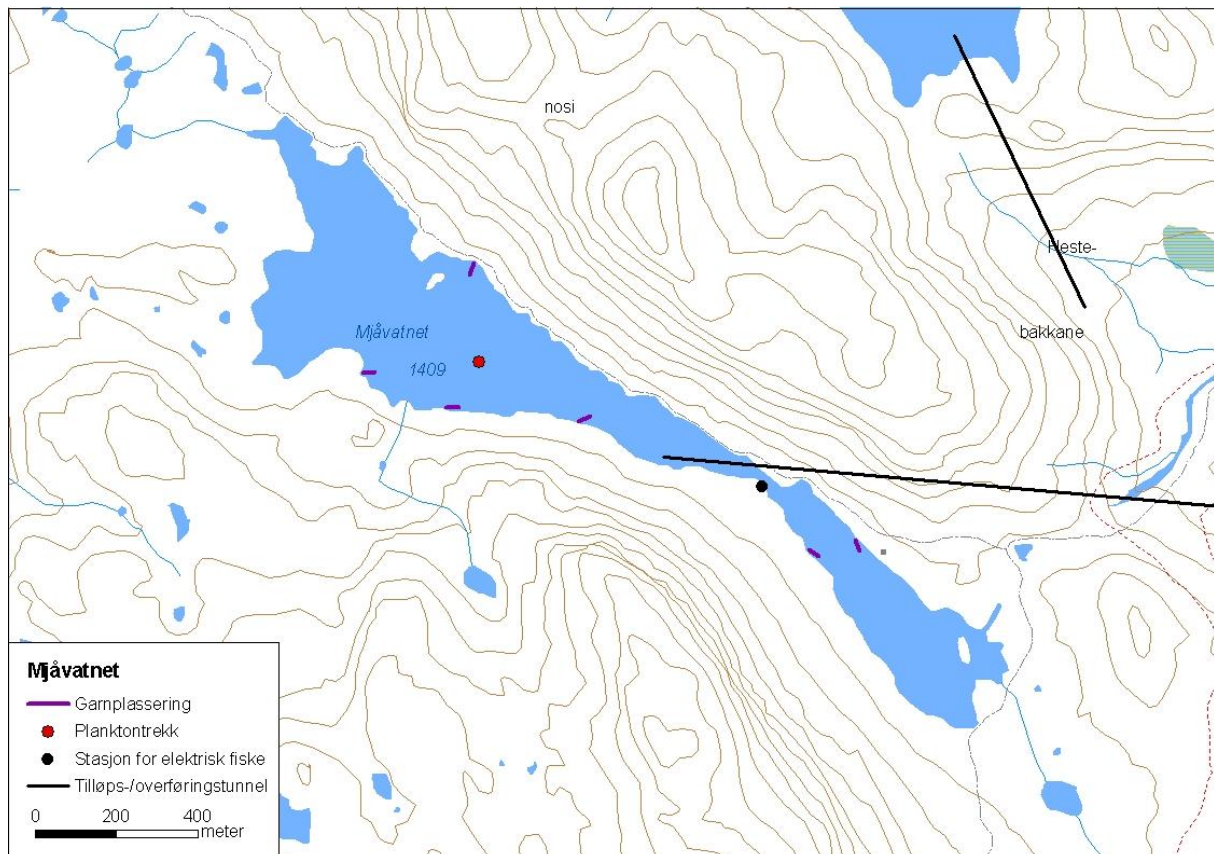 nosi
Heste-
bakkane
Mjåvatnet
1409
Mjåvatnet
Garnplassering
Planktontrekk
Stasjon for elektrisk fiske
Tilløps-/overføringstunnel
0 200 400
meter